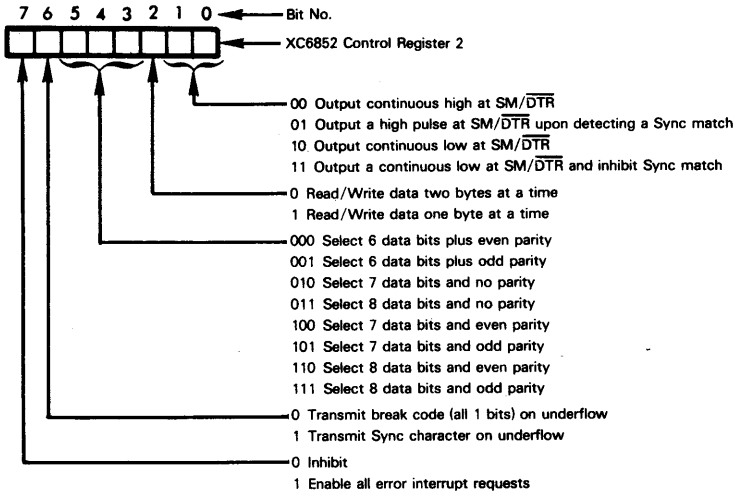 7 6 5 4 3 2 1 0 Bit No.
XC6852 Control Register 2
00 Output continuous high at SM/D̅T̅R̅
01 Output a high pulse at SM/D̅T̅R̅ upon detecting a Sync match
10 Output continuous low at SM/D̅T̅R̅
11 Output a continuous low at SM/D̅T̅R̅ and inhibit Sync match
0 Read/Write data two bytes at a time
1 Read/Write data one byte at a time
000 Select 6 data bits plus even parity
001 Select 6 data bits plus odd parity
010 Select 7 data bits and no parity
011 Select 8 data bits and no parity
100 Select 7 data bits and even parity
101 Select 7 data bits and odd parity
110 Select 8 data bits and even parity
111 Select 8 data bits and odd parity
0 Transmit break code (all 1 bits) on underflow
1 Transmit Sync character on underflow
0 Inhibit
1 Enable all error interrupt requests